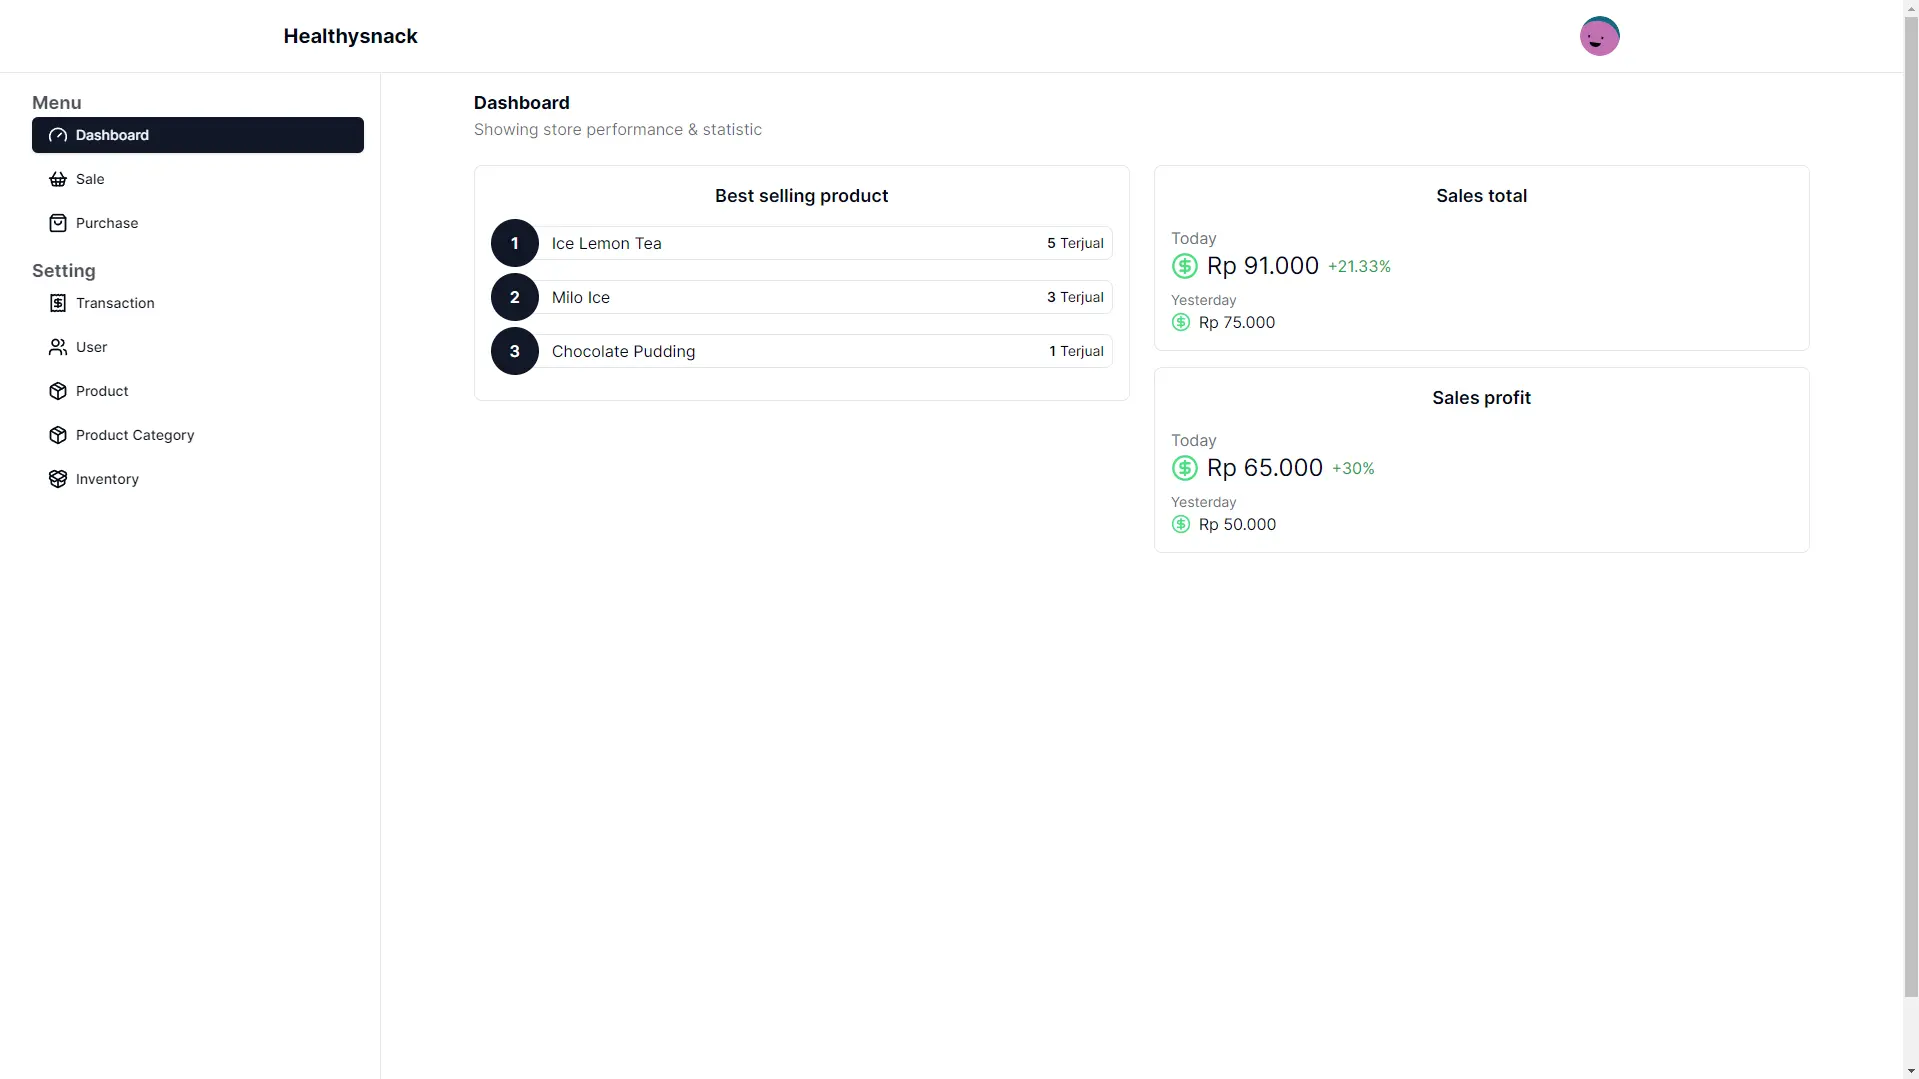 Healthysnack
Menu
Dashboard
Sale
Purchase
Setting
Transaction
User
Product
Product Category
Inventory
Dashboard
Showing store performance & statistic
Best selling product
1 Ice Lemon Tea 5 Terjual
2 Milo Ice 3 Terjual
3 Chocolate Pudding 1 Terjual
Sales total
Today
Rp 91.000 +21.33%
Yesterday
Rp 75.000
Sales profit
Today
Rp 65.000 +30%
Yesterday
Rp 50.000